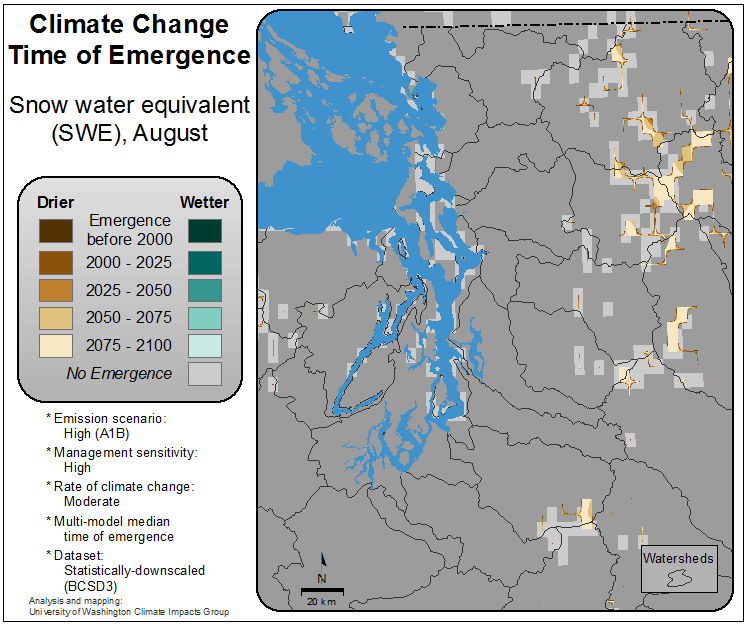 Climate Change
Time of Emergence
Snow water equivalent
(SWE), August
Drier
Wetter
Emergence
before 2000
2000 - 2025
2025 - 2050
2050 - 2075
2075 - 2100
No Emergence
* Emission scenario:
High (A1B)
* Management sensitivity:
High
* Rate of climate change:
Moderate
* Multi-model median
time of emergence
* Dataset:
Statistically-downscaled
(BCSD3)
Analysis and mapping:
University of Washington Climate Impacts Group
N
20 km
Watersheds